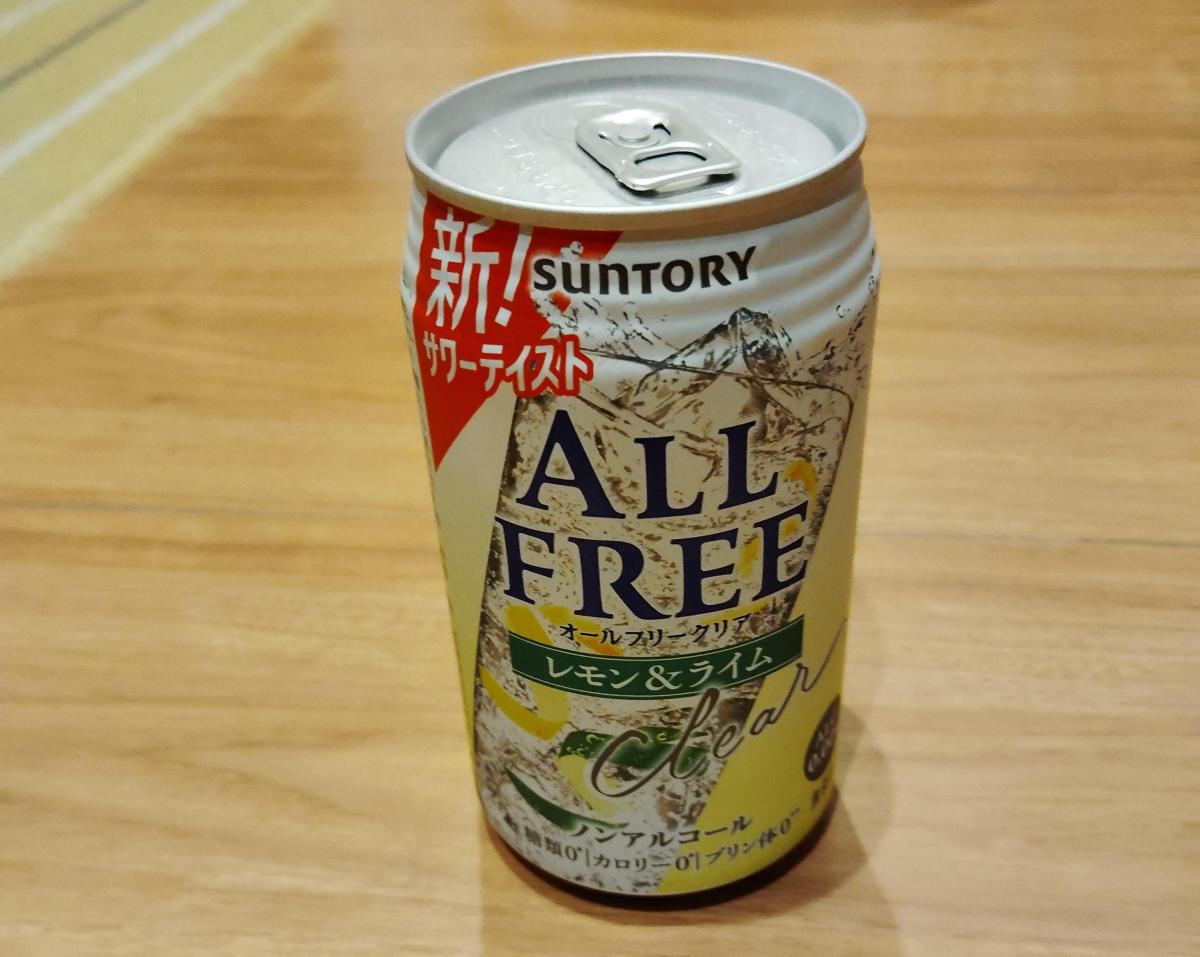 新!
サワーテイスト
SUNTORY
ALL
FREE
オールフリークリア
レモン&ライム
clear
ノンアルコール
糖類0*|カロリー0*|プリン体0**